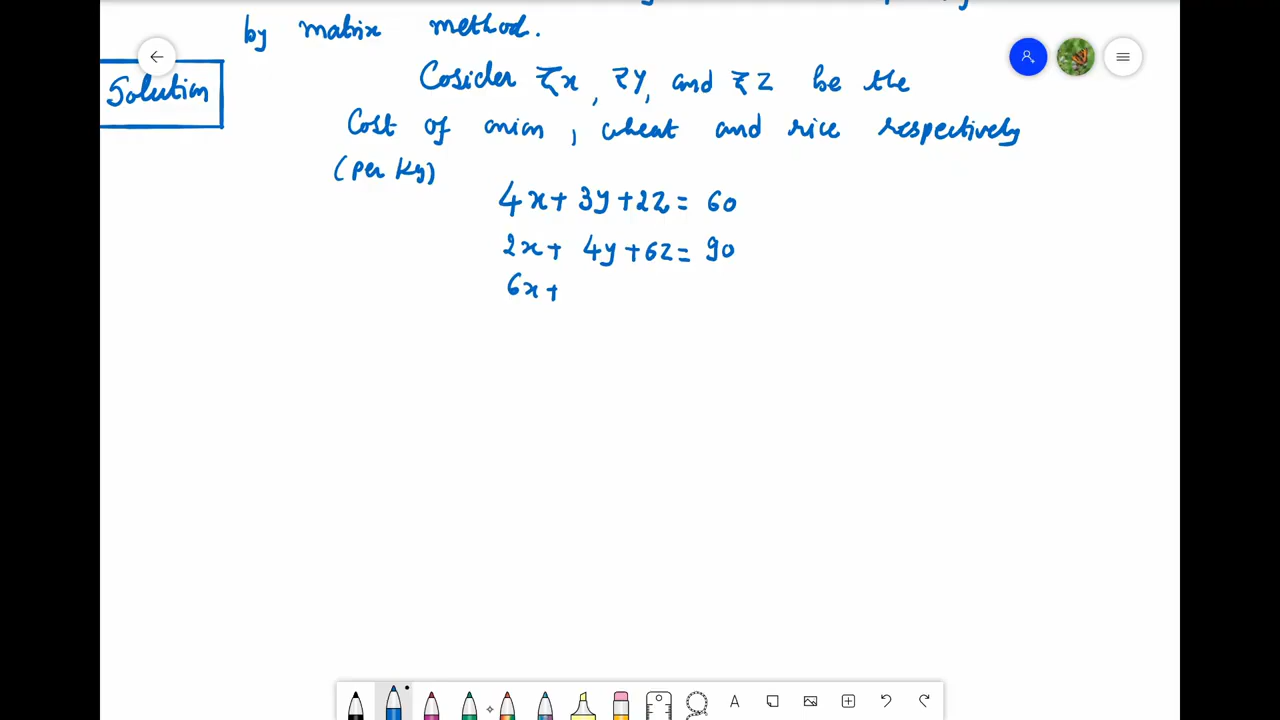 by matrix method.
Solution
Cosider ₹x, ₹y, and ₹z be the
Cost of onion, wheat and rice respectively
(per kg)
4x + 3y + 2z = 60
2x + 4y + 6z = 90
6x +
A